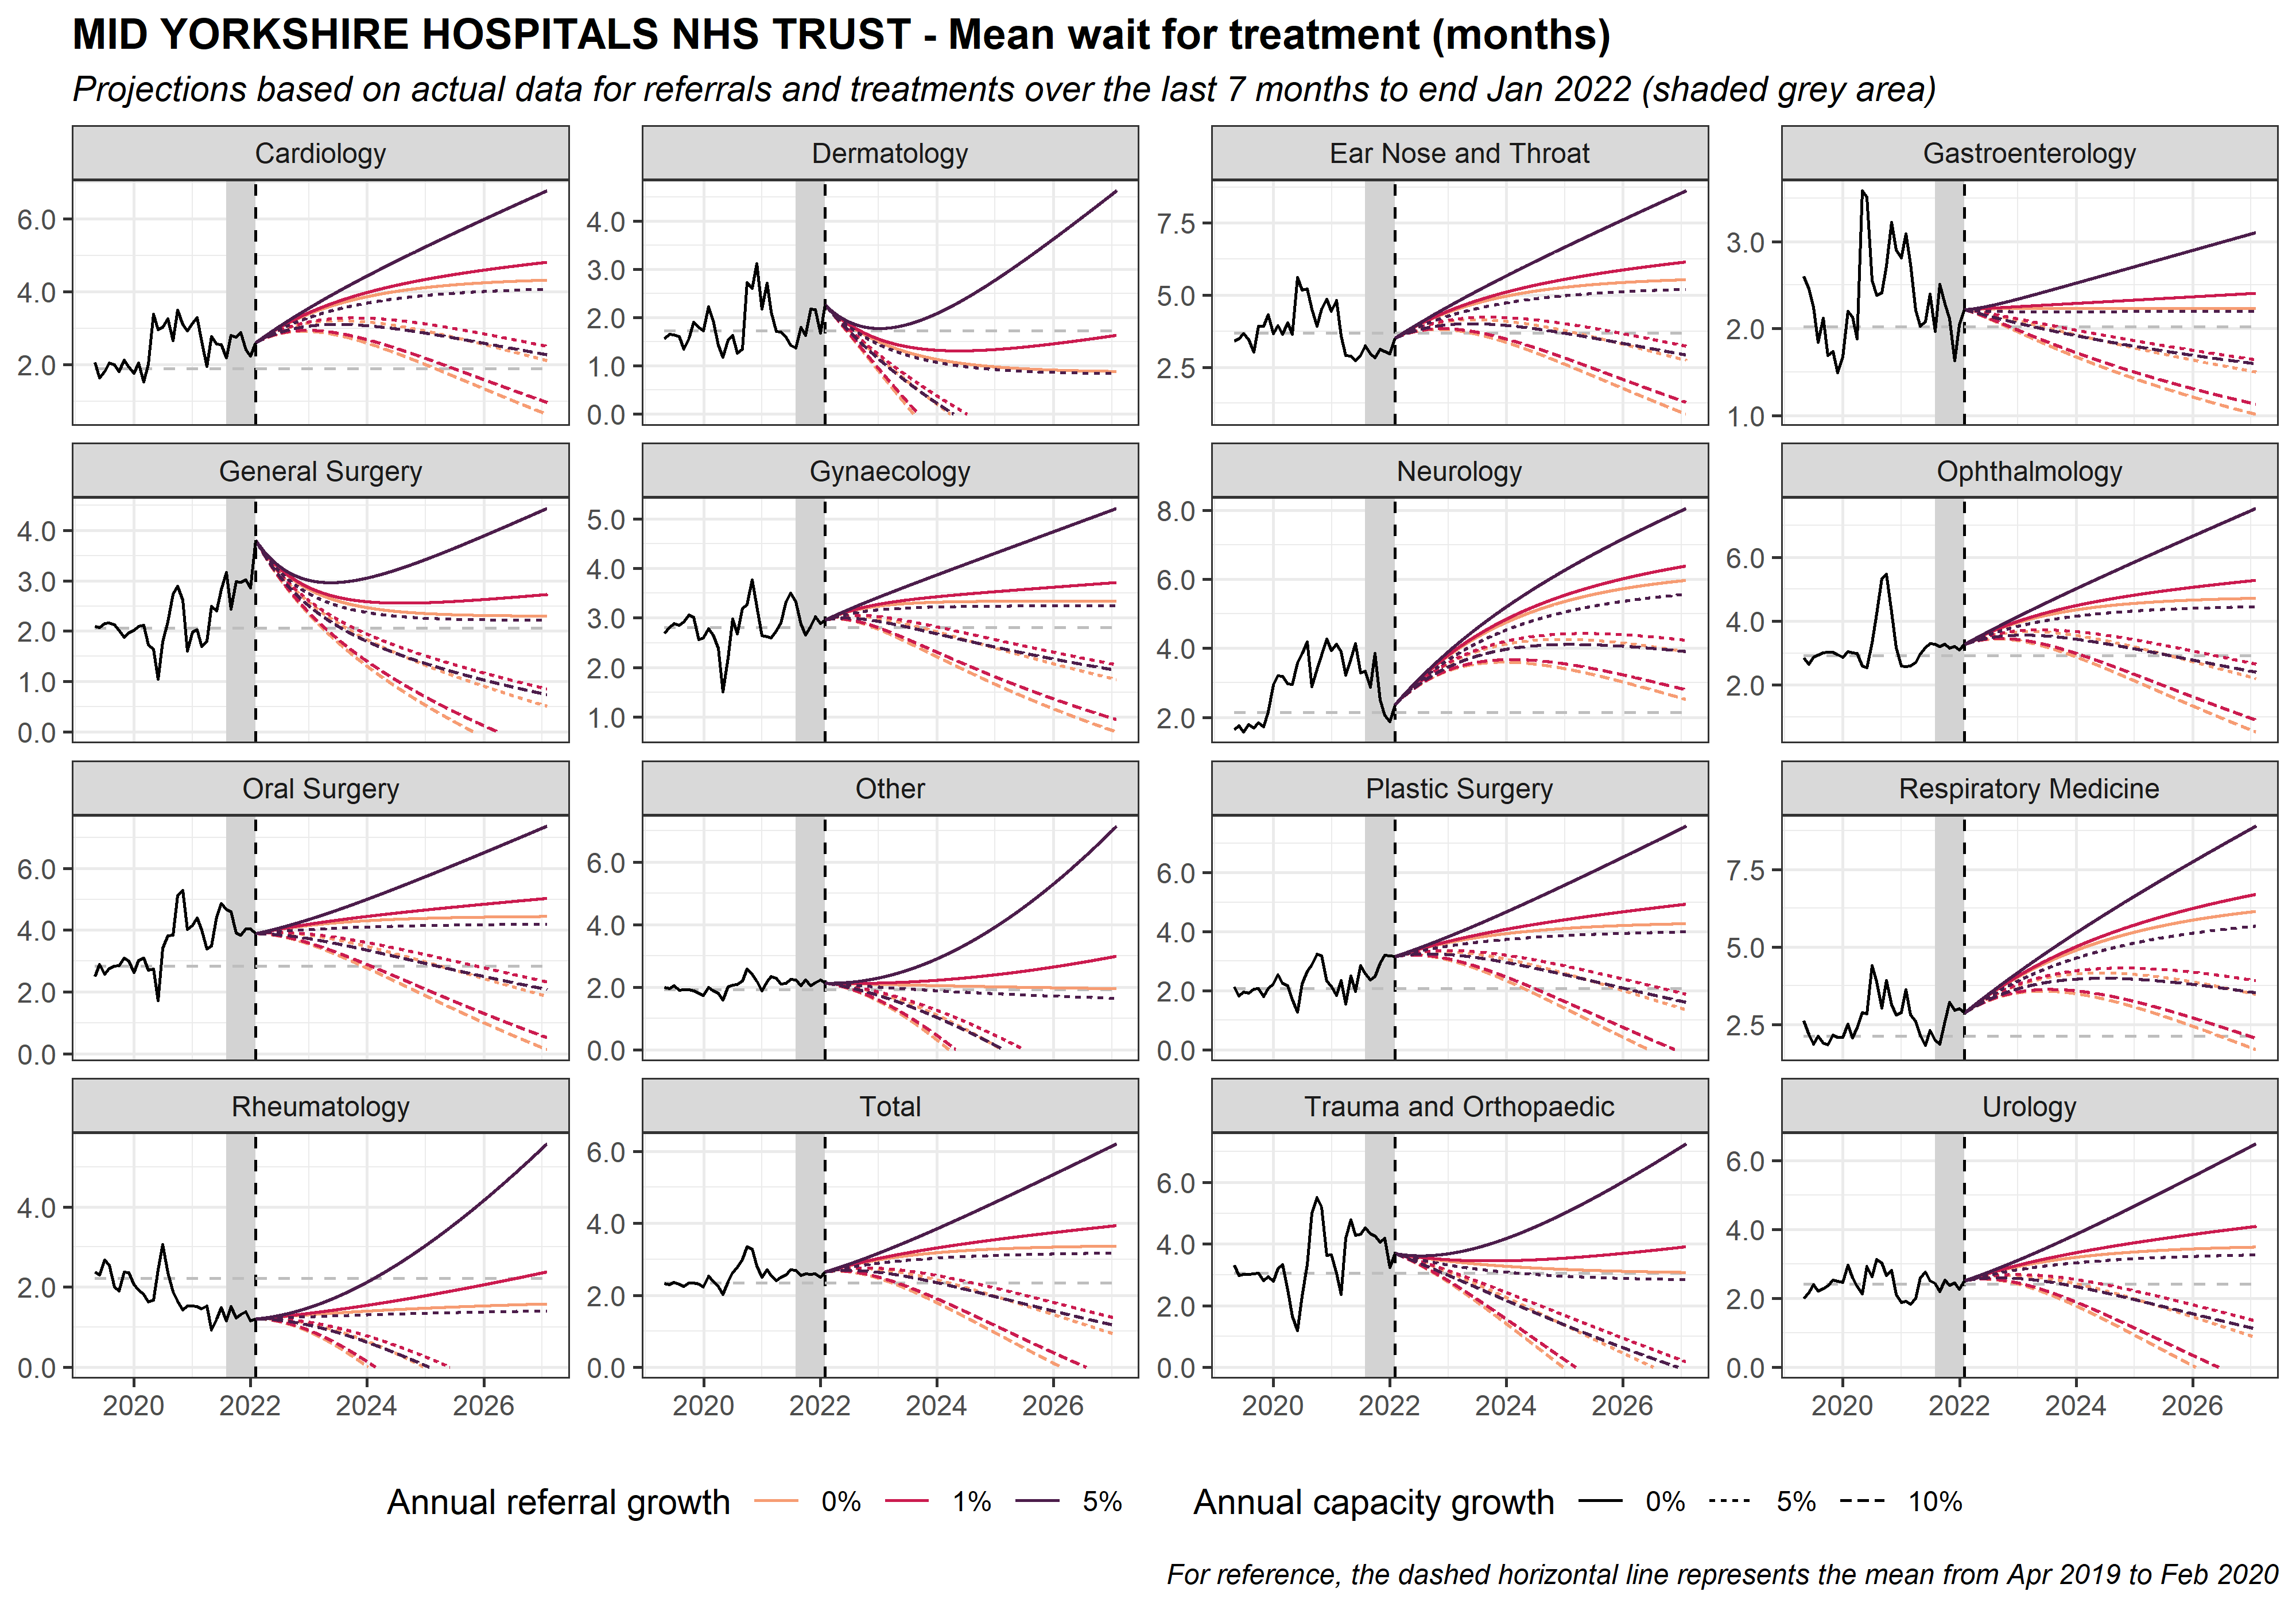 MID YORKSHIRE HOSPITALS NHS TRUST - Mean wait for treatment (months)
Projections based on actual data for referrals and treatments over the last 7 months to end Jan 2022 (shaded grey area)
Cardiology
Dermatology
Ear Nose and Throat
Gastroenterology
6.0
4.0
2.0
4.0
3.0
2.0
1.0
0.0
7.5
5.0
2.5
3.0
2.0
1.0
General Surgery
Gynaecology
Neurology
Ophthalmology
4.0
3.0
2.0
1.0
0.0
5.0
4.0
3.0
2.0
1.0
8.0
6.0
4.0
2.0
6.0
4.0
2.0
Oral Surgery
Other
Plastic Surgery
Respiratory Medicine
6.0
4.0
2.0
0.0
6.0
4.0
2.0
0.0
6.0
4.0
2.0
0.0
7.5
5.0
2.5
Rheumatology
Total
Trauma and Orthopaedic
Urology
4.0
2.0
0.0
6.0
4.0
2.0
0.0
6.0
4.0
2.0
0.0
6.0
4.0
2.0
0.0
2020 2022 2024 2026
2020 2022 2024 2026
2020 2022 2024 2026
2020 2022 2024 2026
Annual referral growth 0% 1% 5%
Annual capacity growth 0% 5% 10%
For reference, the dashed horizontal line represents the mean from Apr 2019 to Feb 2020